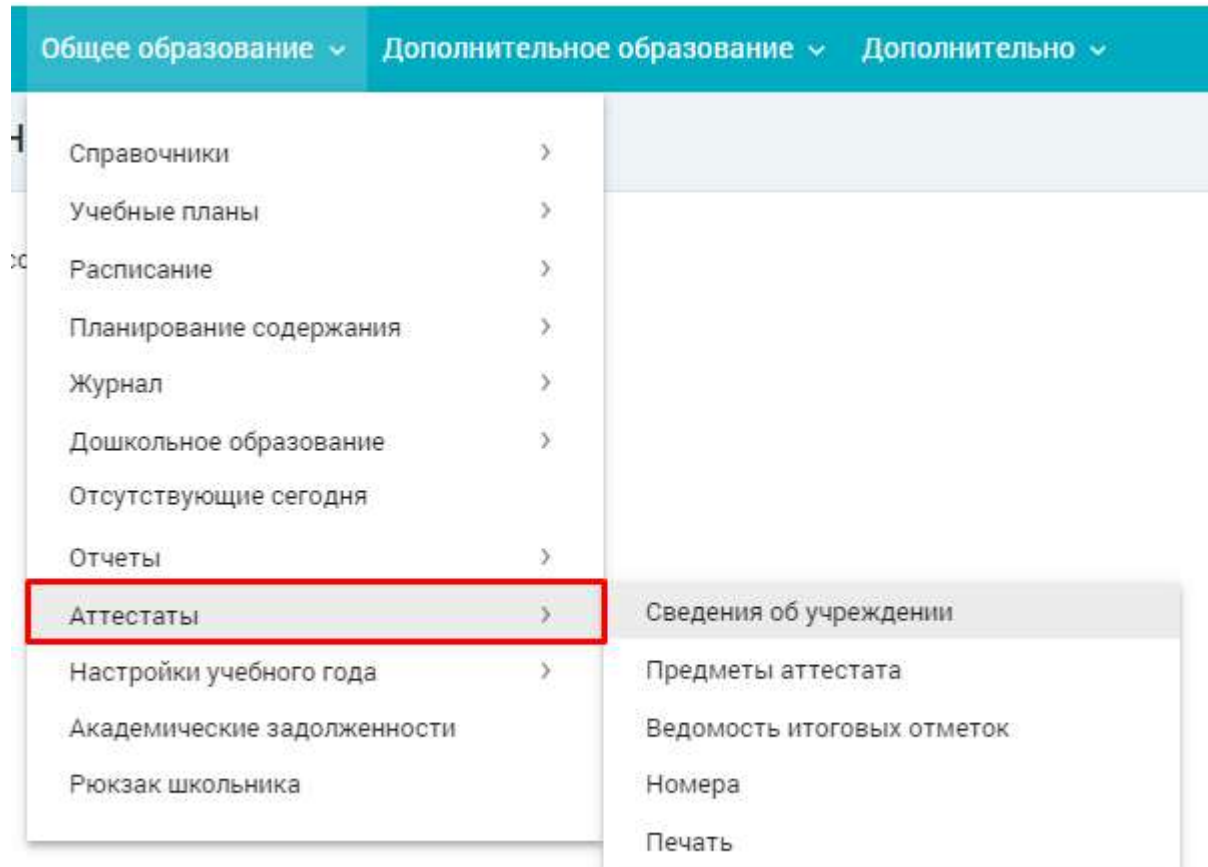 Общее образование Дополнительное образование Дополнительно
Справочники
Учебные планы
Расписание
Планирование содержания
Журнал
Дошкольное образование
Отсутствующие сегодня
Отчеты
Аттестаты
Настройки учебного года
Академические задолженности
Рюкзак школьника
Сведения об учреждении
Предметы аттестата
Ведомость итоговых отметок
Номера
Печать